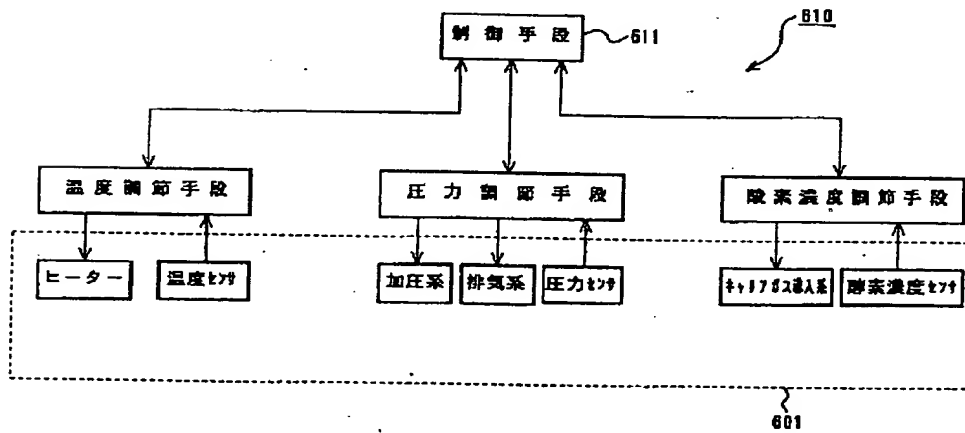 610
制御手段
611
温度調節手段
圧力調節手段
酸素濃度調節手段
ヒーター
温度センサ
加圧系
排気系
圧力センサ
キャリアガス導入系
酸素濃度センサ
601